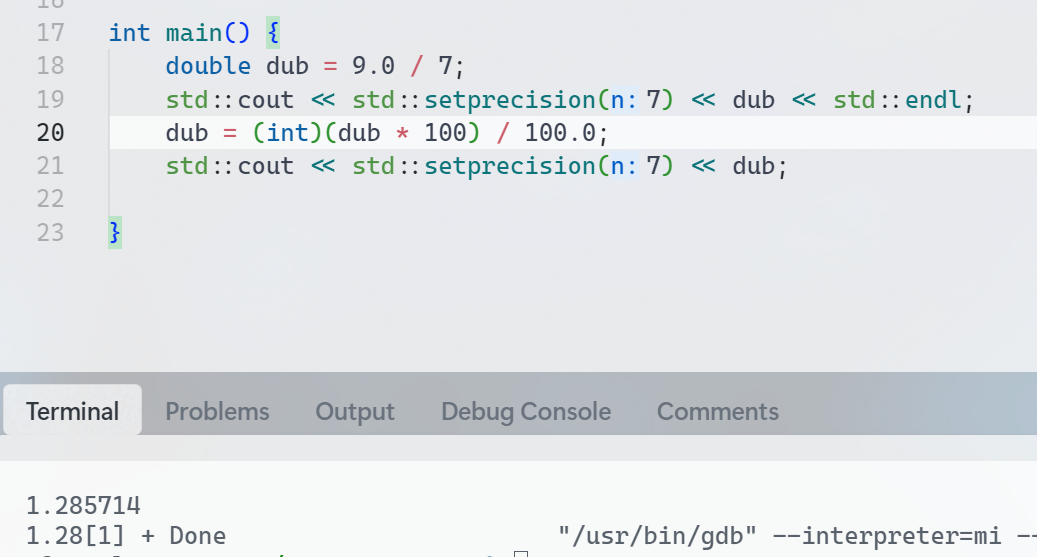 16
17 int main() {
18 double dub = 9.0 / 7;
19 std::cout << std::setprecision(n: 7) << dub << std::endl;
20 dub = (int)(dub * 100) / 100.0;
21 std::cout << std::setprecision(n: 7) << dub;
22
23 }
Terminal Problems Output Debug Console Comments
1.285714
1.28[1] + Done "/usr/bin/gdb" --interpreter=mi --